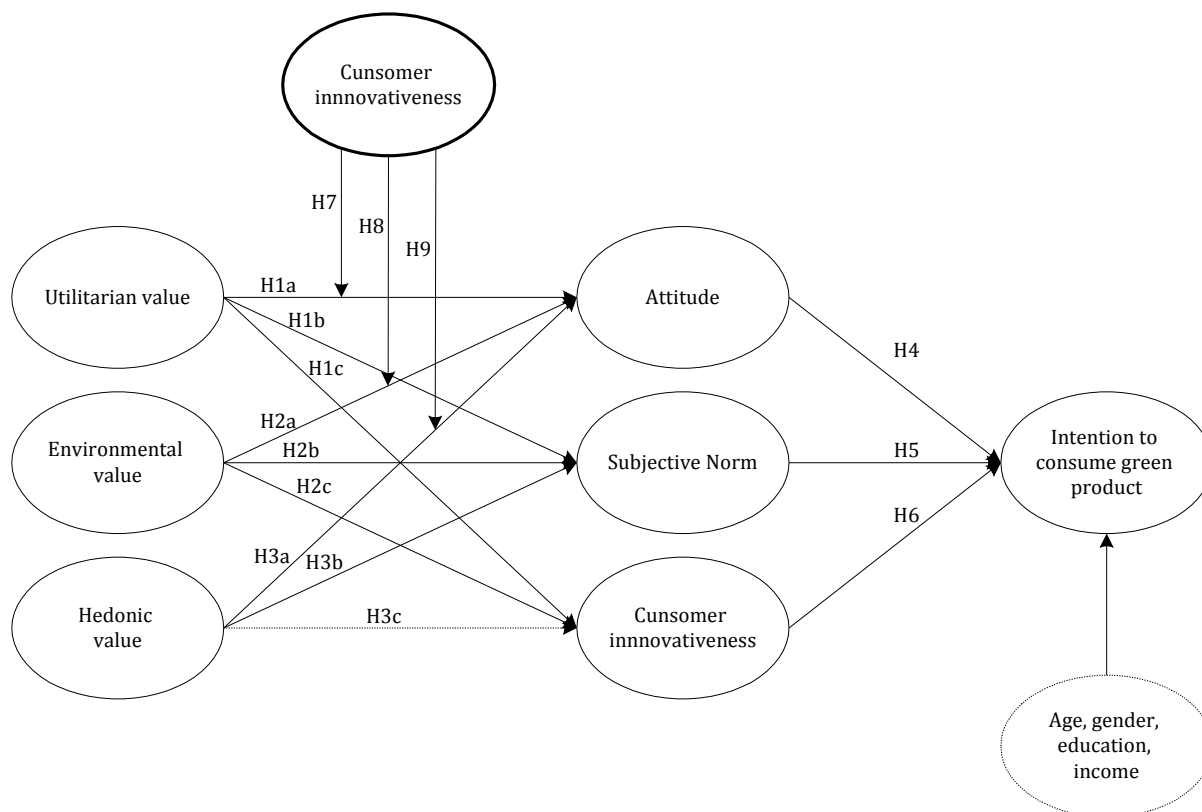 Cunsomer
innnovativeness
H7
H8
H9
Utilitarian value
H1a
H1b
H1c
Attitude
H4
Environmental
value
H2a
H2b
H2c
Subjective Norm
H5
Intention to
consume green
product
H6
Hedonic
value
H3a
H3b
H3c
Cunsomer
innnovativeness
Age, gender,
education,
income